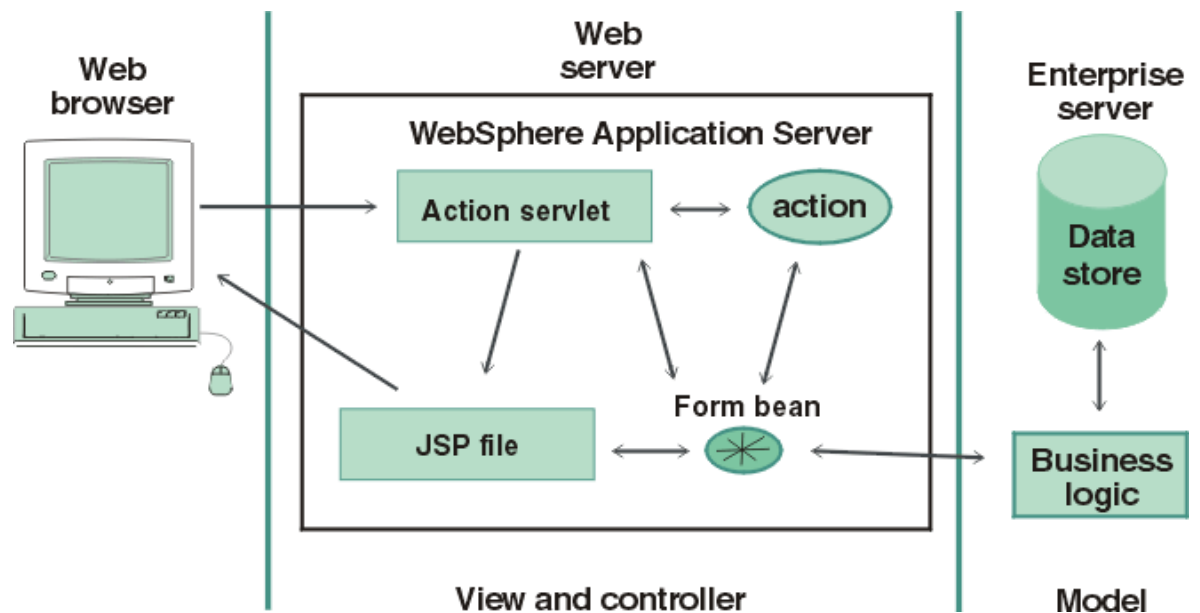 Web
browser
Web
server
Enterprise
server
WebSphere Application Server
Action servlet
action
Data
store
Form bean
JSP file
Business
logic
View and controller
Model